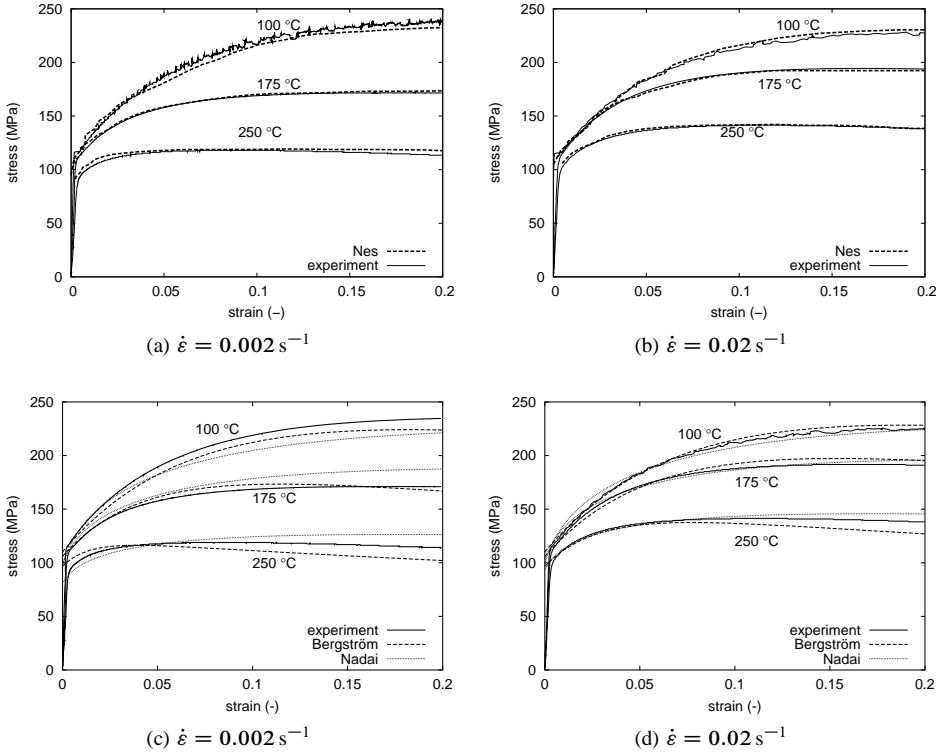 250
200
150
100
50
0
stress (MPa)
100 °C
175 °C
250 °C
Nes
experiment
0
0.05
0.1
0.15
0.2
strain (–)
(a) ε̇ = 0.002 s⁻¹
250
200
150
100
50
0
stress (MPa)
100 °C
175 °C
250 °C
Nes
experiment
0
0.05
0.1
0.15
0.2
strain (–)
(b) ε̇ = 0.02 s⁻¹
250
200
150
100
50
0
stress (MPa)
100 °C
175 °C
250 °C
experiment
Bergström
Nadai
0
0.05
0.1
0.15
0.2
strain (-)
(c) ε̇ = 0.002 s⁻¹
250
200
150
100
50
0
stress (MPa)
100 °C
175 °C
250 °C
experiment
Bergström
Nadai
0
0.05
0.1
0.15
0.2
strain (-)
(d) ε̇ = 0.02 s⁻¹